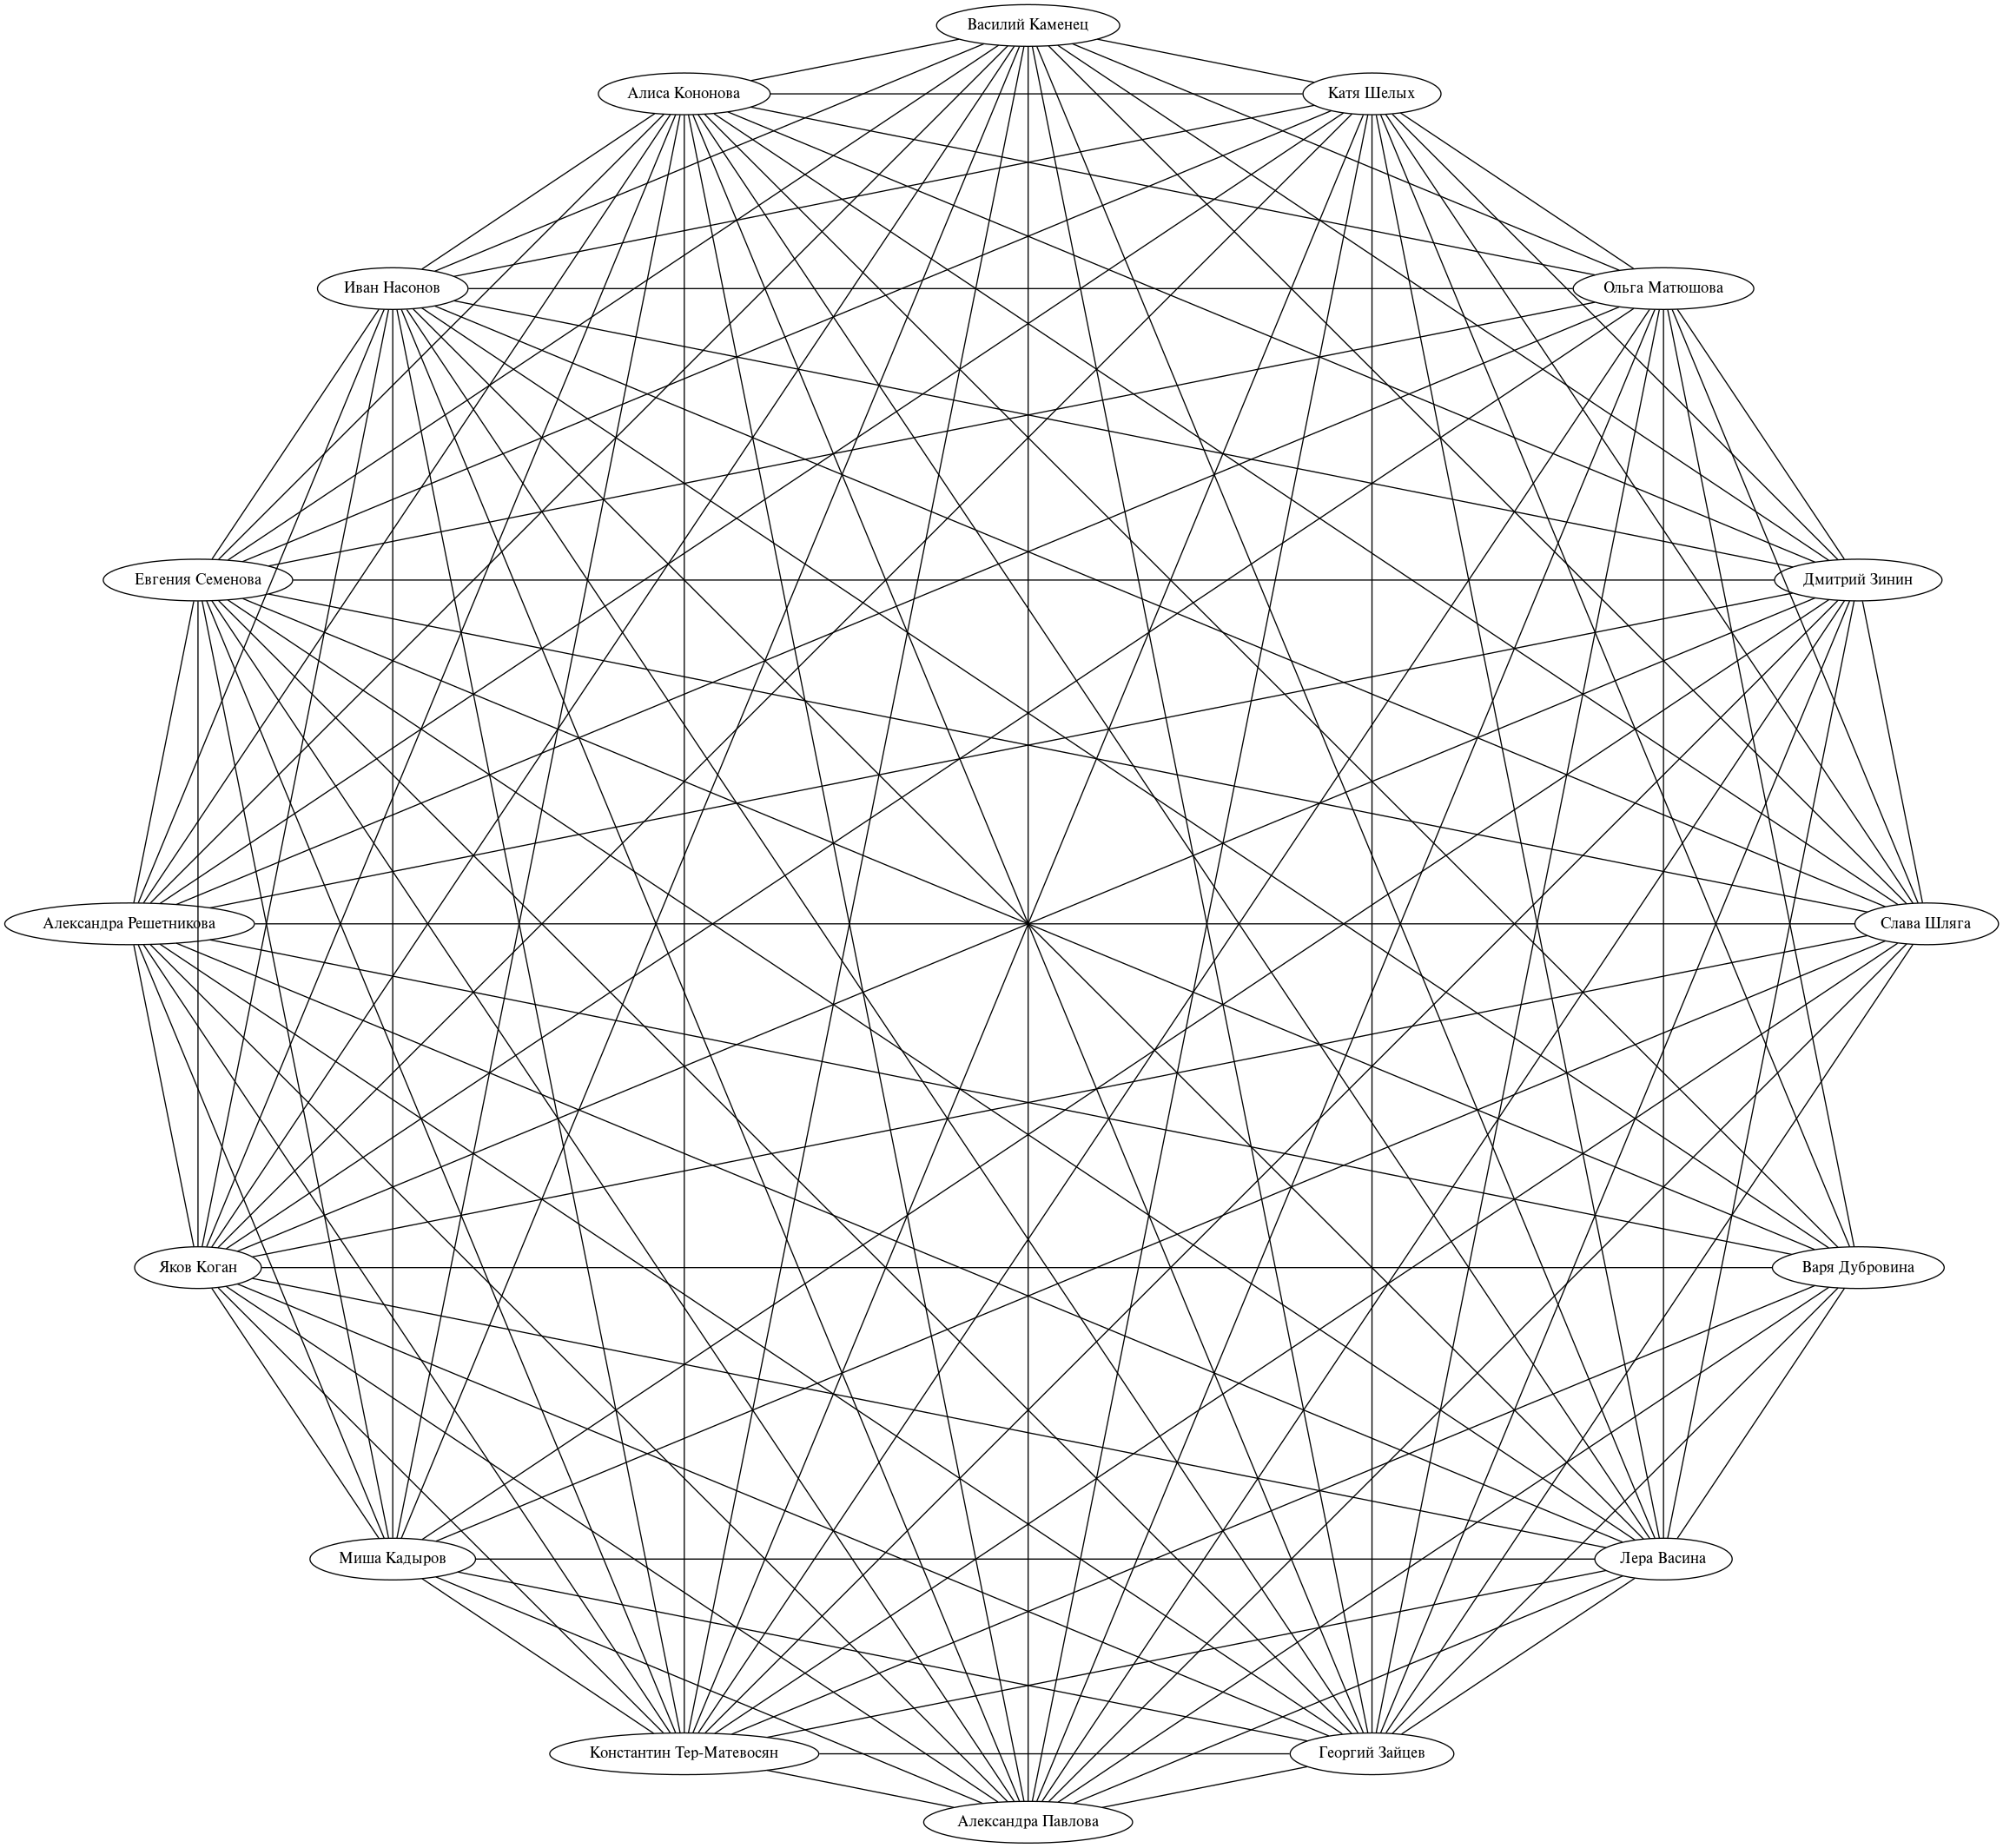 Василий Каменец
Алиса Кононова
Катя Шелых
Иван Насонов
Ольга Матюшова
Евгения Семенова
Дмитрий Зинин
Александра Решетникова
Слава Шляга
Яков Коган
Варя Дубровина
Миша Кадыров
Лера Васина
Константин Тер-Матевосян
Георгий Зайцев
Александра Павлова